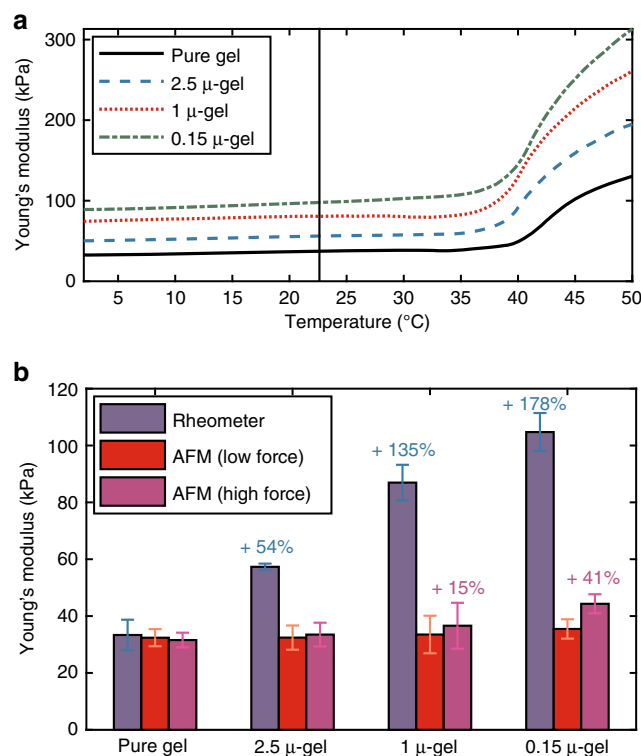 a
Young's modulus (kPa)
300
200
100
0
Pure gel
2.5 μ-gel
1 μ-gel
0.15 μ-gel
5 10 15 20 25 30 35 40 45 50
Temperature (°C)
b
Young's modulus (kPa)
120
100
80
60
40
20
0
Rheometer
AFM (low force)
AFM (high force)
+ 54%
+ 135%
+ 15%
+ 178%
+ 41%
Pure gel 2.5 μ-gel 1 μ-gel 0.15 μ-gel